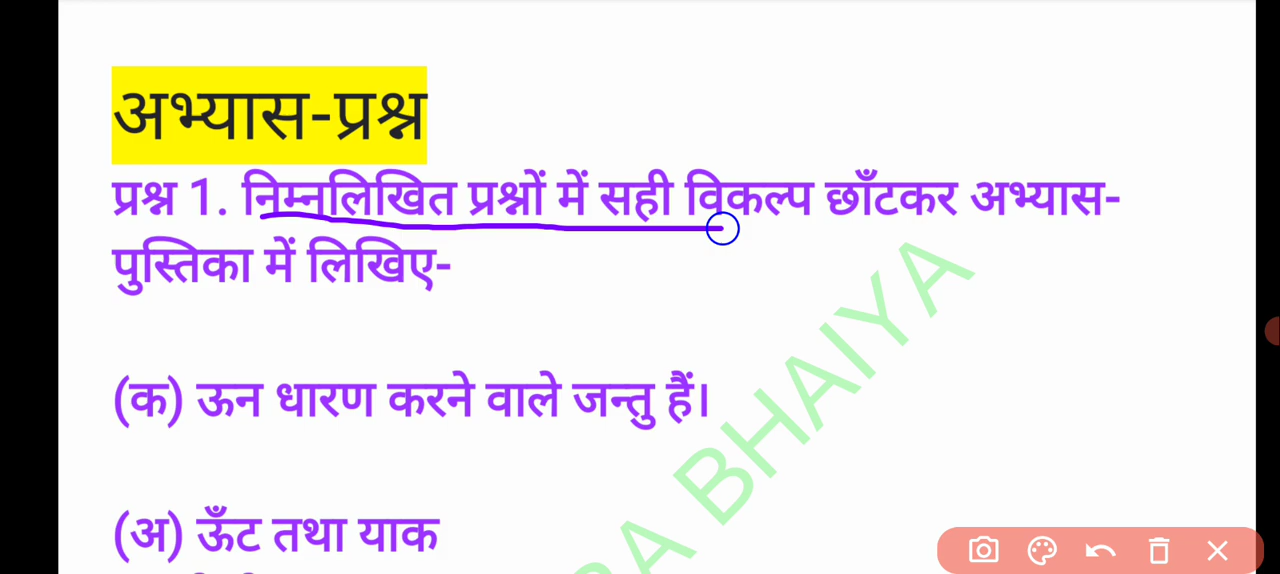 अभ्यास-प्रश्न
प्रश्न 1. निम्नलिखित प्रश्नों में सही विकल्प छाँटकर अभ्यास-
पुस्तिका में लिखिए-
(क) ऊन धारण करने वाले जन्तु हैं।
BHAIYA
(अ) ऊँट तथा याक